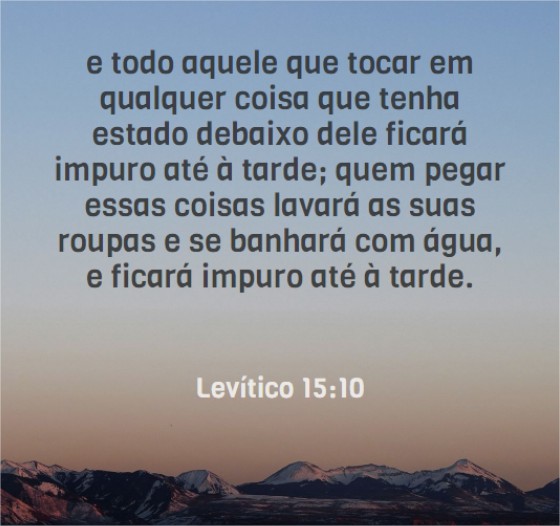 e todo aquele que tocar em
qualquer coisa que tenha
estado debaixo dele ficará
impuro até à tarde; quem pegar
essas coisas lavará as suas
roupas e se banhará com água,
e ficará impuro até à tarde.
Levítico 15:10